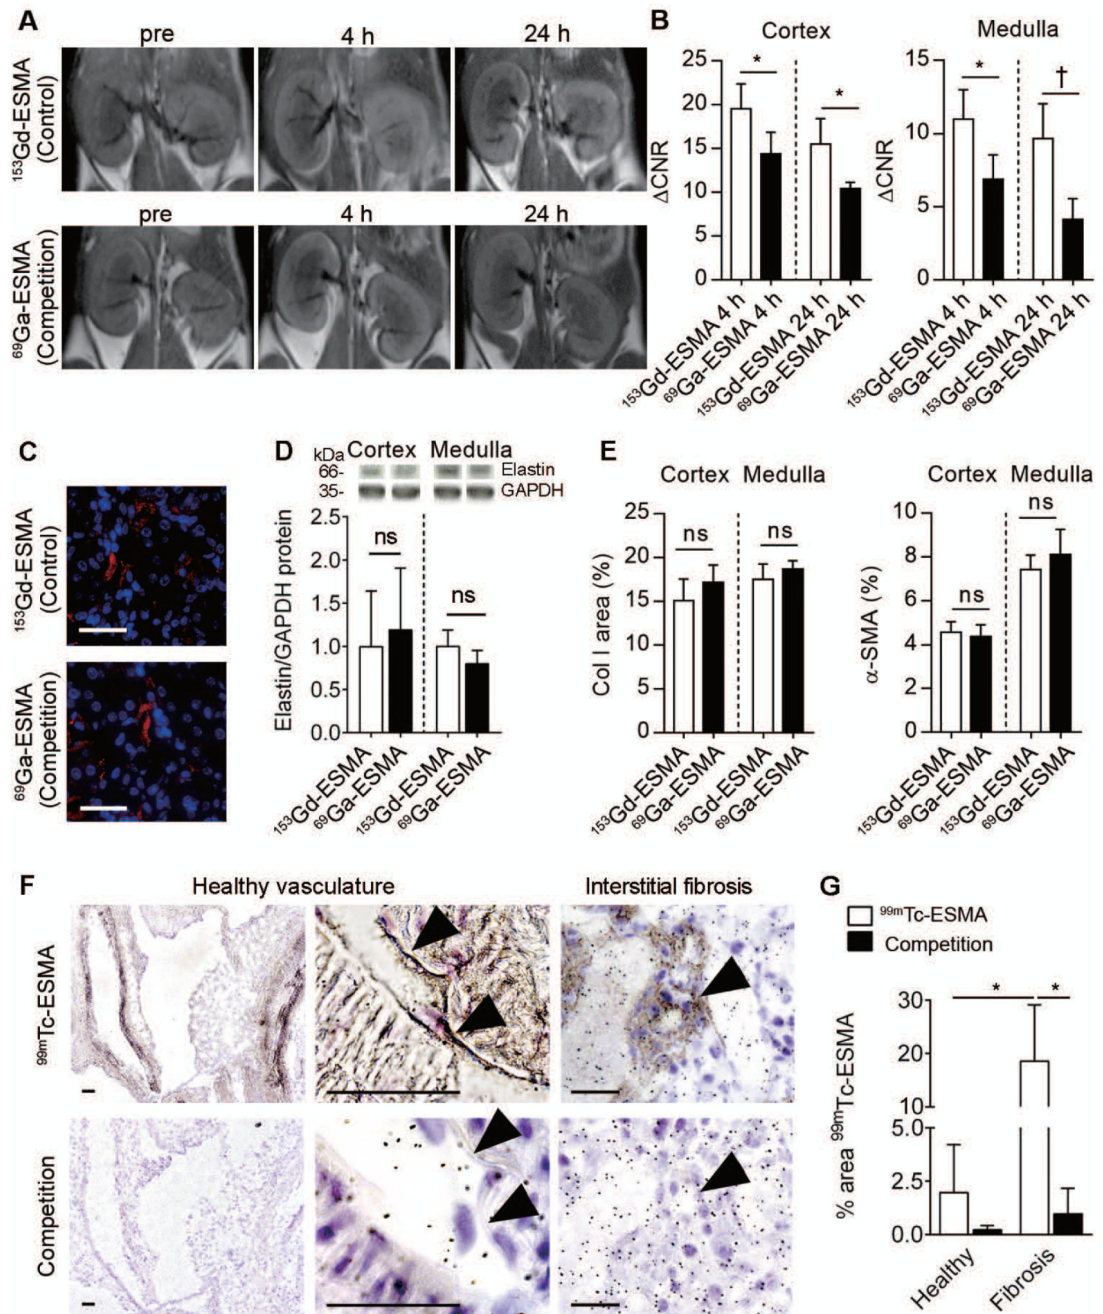 A
pre
4 h
24 h
153Gd-ESMA
(Control)
pre
4 h
24 h
69Ga-ESMA
(Competition)
B
Cortex
Medulla
ΔCNR
25
20
15
10
5
0
*
*
153Gd-ESMA 4 h
69Ga-ESMA 4 h
153Gd-ESMA 24 h
69Ga-ESMA 24 h
ΔCNR
15
10
5
0
*
†
153Gd-ESMA 4 h
69Ga-ESMA 4 h
153Gd-ESMA 24 h
69Ga-ESMA 24 h
C
153Gd-ESMA
(Control)
69Ga-ESMA
(Competition)
D
kDa
Cortex Medulla
66-
Elastin
35-
GAPDH
Elastin/GAPDH protein
2.5
2.0
1.5
1.0
0.5
0.0
ns
ns
153Gd-ESMA
69Ga-ESMA
153Gd-ESMA
69Ga-ESMA
E
Cortex Medulla
Col I area (%)
25
20
15
10
5
0
ns
ns
153Gd-ESMA
69Ga-ESMA
153Gd-ESMA
69Ga-ESMA
Cortex Medulla
α-SMA (%)
10
8
6
4
2
0
ns
ns
153Gd-ESMA
69Ga-ESMA
153Gd-ESMA
69Ga-ESMA
F
Healthy vasculature
Interstitial fibrosis
99mTc-ESMA
Competition
G
99mTc-ESMA
Competition
% area 99mTc-ESMA
30
20
10
5.0
2.5
0.0
*
*
Healthy
Fibrosis